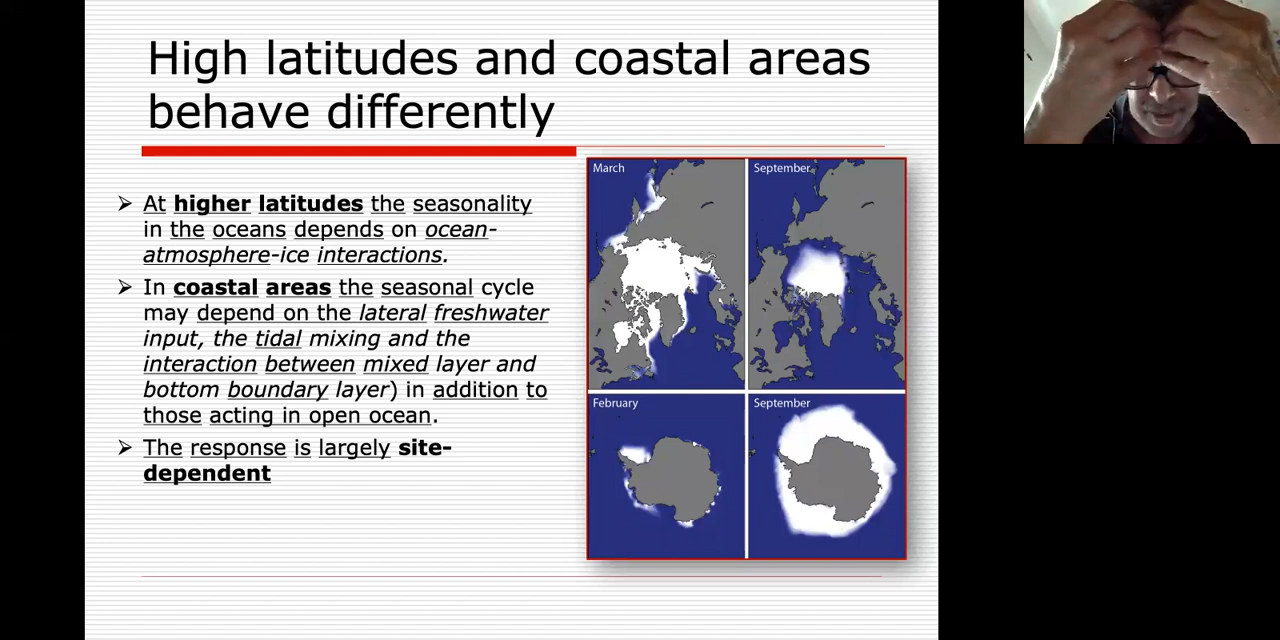 High latitudes and coastal areas
behave differently
At higher latitudes the seasonality
in the oceans depends on ocean-
atmosphere-ice interactions.
In coastal areas the seasonal cycle
may depend on the lateral freshwater
input, the tidal mixing and the
interaction between mixed layer and
bottom boundary layer) in addition to
those acting in open ocean.
The response is largely site-
dependent
March
September
February
September